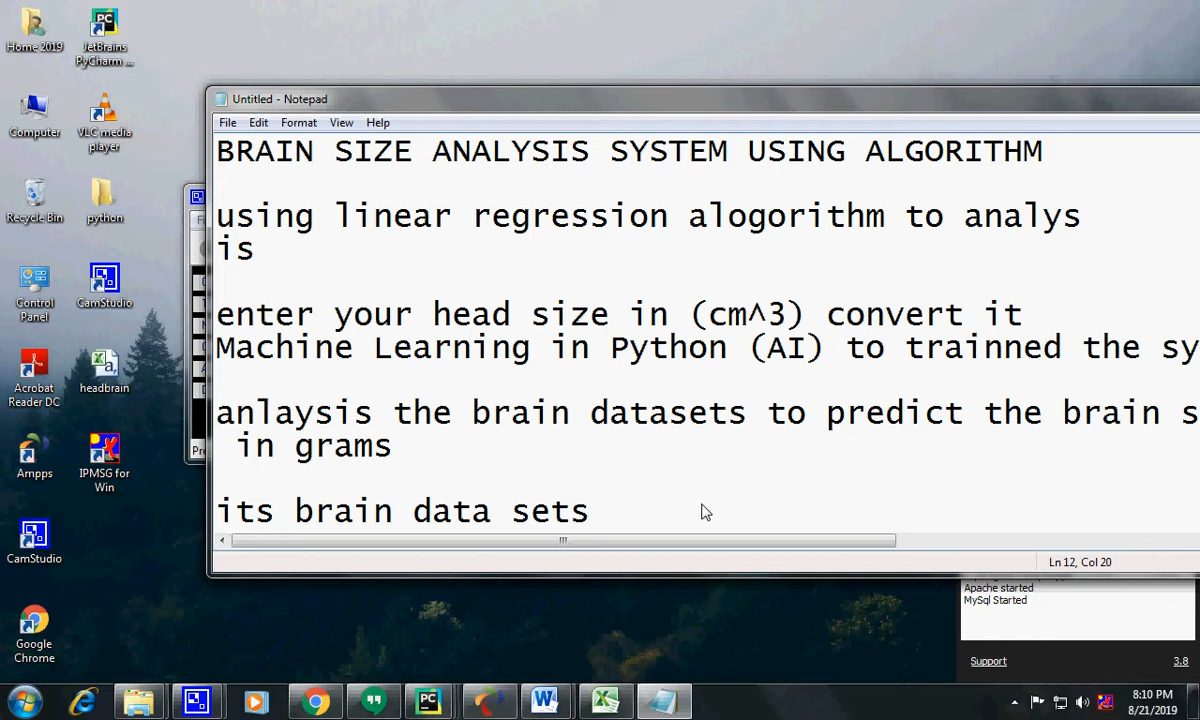 Home 2019
JetBrains
PyCharm ...
Computer
VLC media
player
Recycle Bin
python
Control
Panel
CamStudio
Acrobat
Reader DC
headbrain
Ampps
IPMSG for
Win
CamStudio
Google
Chrome
Untitled - Notepad
File Edit Format View Help
BRAIN SIZE ANALYSIS SYSTEM USING ALGORITHM
using linear regression alogorithm to analys
is
enter your head size in (cm^3) convert it
Machine Learning in Python (AI) to trainned the sy
anlaysis the brain datasets to predict the brain s
in grams
its brain data sets
Ln 12, Col 20
Apache started
MySql Started
Support 3.8
8:10 PM
8/21/2019